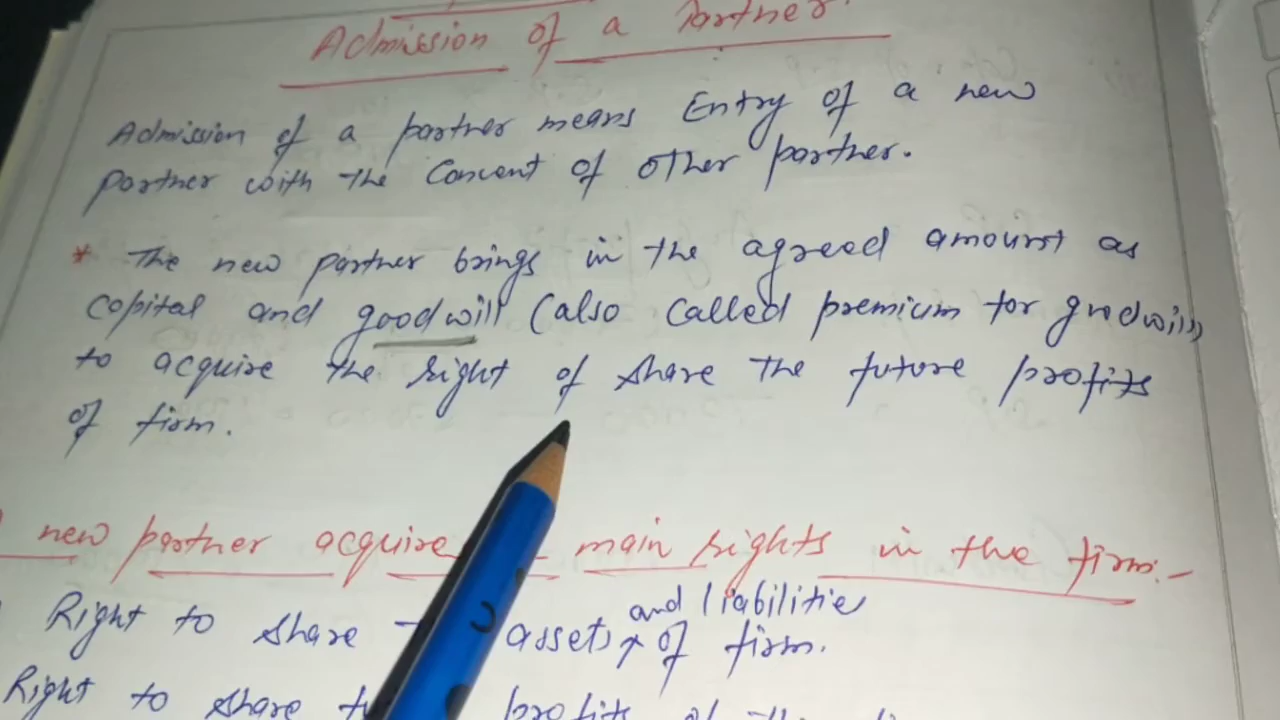 Admission of a Partner.
Admission of a partner means Entry of a new
partner with the Concent of other partner.
* The new partner brings in the agreed amount as
capital and goodwill (also called premium for goodwill)
to acquire the right of share the future profits
of firm.
new partner acquire main rights in the firm.-
and liabilitie
Right to share assets, of firm.
Right to share profits of the